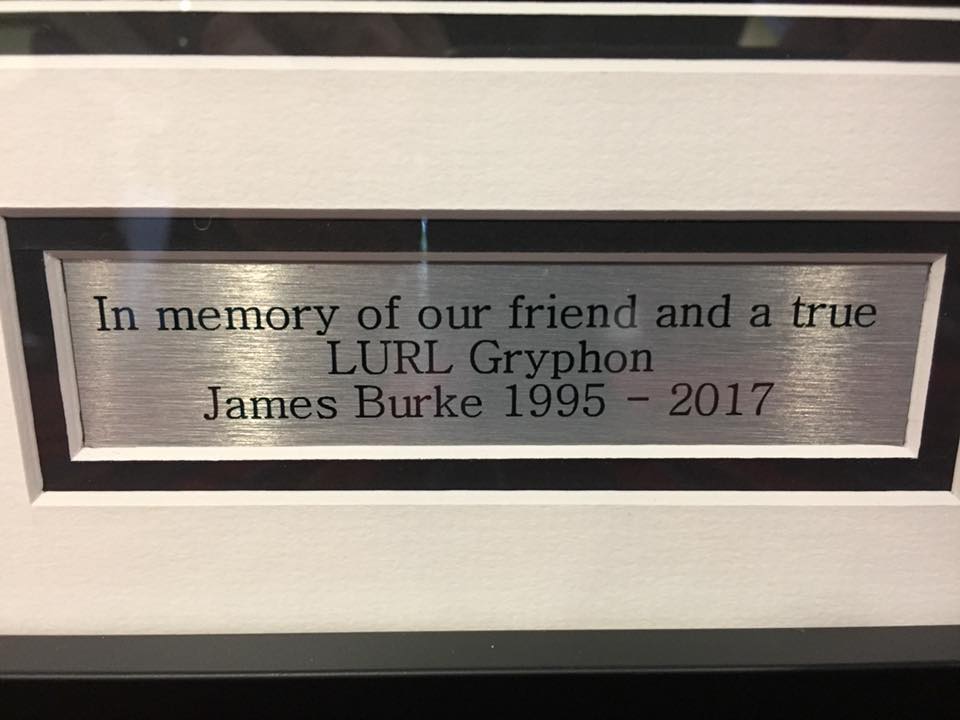 In memory of our friend and a true
LURL Gryphon
James Burke 1995 - 2017